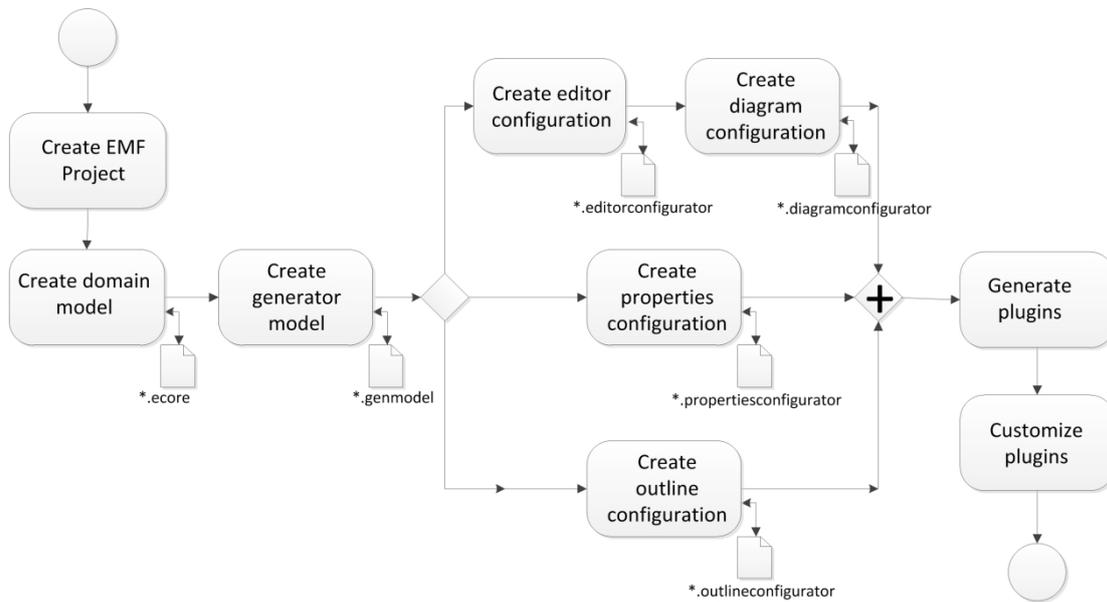 Create EMF
Project
Create domain
model
*.ecore
Create
generator
model
*.genmodel
Create editor
configuration
*.editorconfigurator
Create
diagram
configuration
*.diagramconfigurator
Create
properties
configuration
*.propertiesconfigurator
Create
outline
configuration
*.outlineconfigurator
Generate
plugins
Customize
plugins